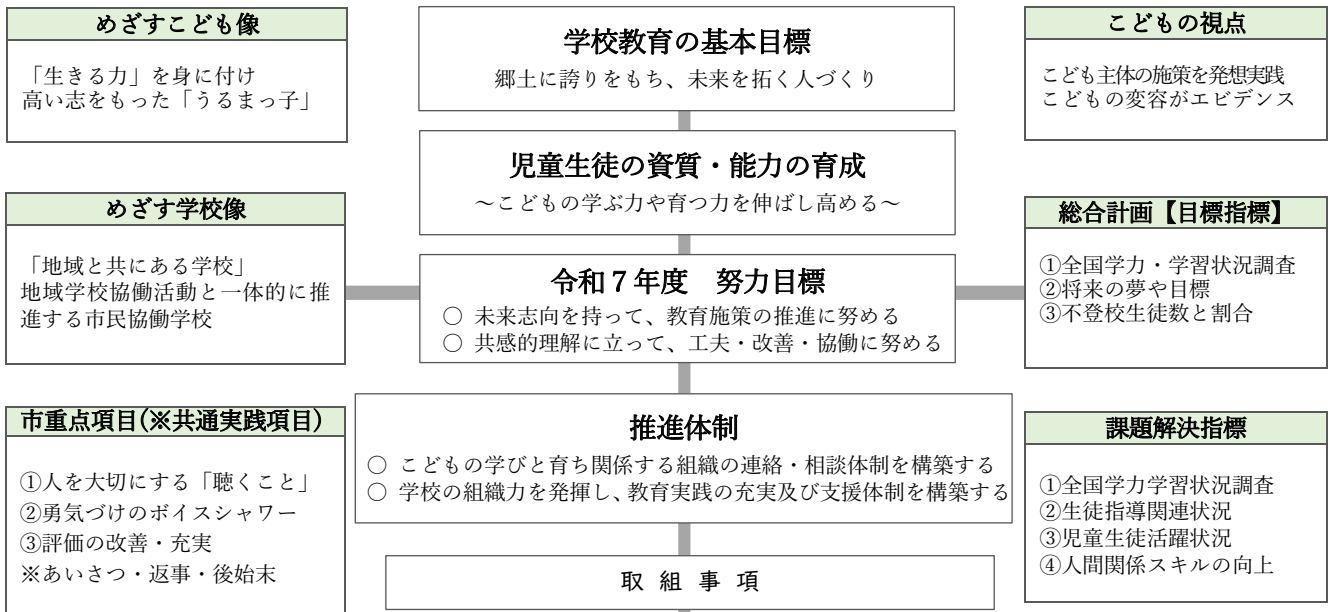 めざすこども像
「生きる力」を身に付け
高い志をもった「うるまっ子」
学校教育の基本目標
郷土に誇りをもち、未来を拓く人づくり
こどもの視点
こども主体の施策を発想実践
こどもの変容がエビデンス
児童生徒の資質・能力の育成
～こどもの学ぶ力や育つ力を伸ばし高める～
めざす学校像
「地域と共にある学校」
地域学校協働活動と一体的に推
進する市民協働学校
令和７年度　努力目標
○ 未来志向を持って、教育施策の推進に努める
○ 共感的理解に立って、工夫・改善・協働に努める
総合計画【目標指標】
①全国学力・学習状況調査
②将来の夢や目標
③不登校生徒数と割合
市重点項目(※共通実践項目)
①人を大切にする「聴くこと」
②勇気づけのボイスシャワー
③評価の改善・充実
※あいさつ・返事・後始末
推進体制
○ こどもの学びと育ち関係する組織の連絡・相談体制を構築する
○ 学校の組織力を発揮し、教育実践の充実及び支援体制を構築する
課題解決指標
①全国学力学習状況調査
②生徒指導関連状況
③児童生徒活躍状況
④人間関係スキルの向上
取 組 事 項